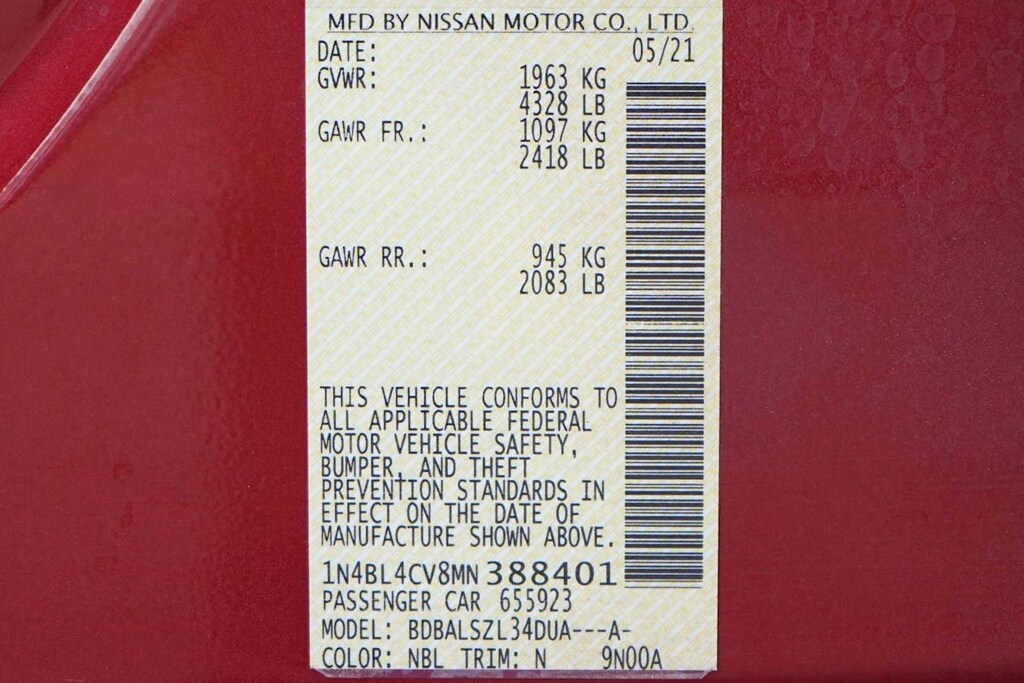 MFD BY NISSAN MOTOR CO., LTD.
DATE: 05/21
GVWR: 1963 KG
4328 LB
GAWR FR.: 1097 KG
2418 LB
GAWR RR.: 945 KG
2083 LB
THIS VEHICLE CONFORMS TO
ALL APPLICABLE FEDERAL
MOTOR VEHICLE SAFETY,
BUMPER, AND THEFT
PREVENTION STANDARDS IN
EFFECT ON THE DATE OF
MANUFACTURE SHOWN ABOVE.
1N4BL4CV8MN388401
PASSENGER CAR 655923
MODEL: BDBALSZL34DUA---A-
COLOR: NBL TRIM: N 9N00A